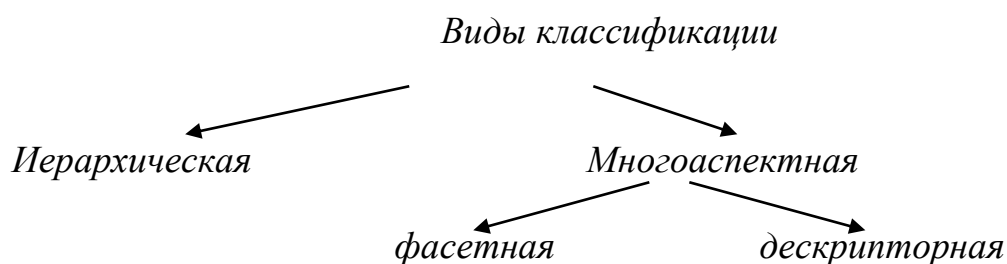 Виды классификации
Иерархическая Многоаспектная
фасетная дескрипторная